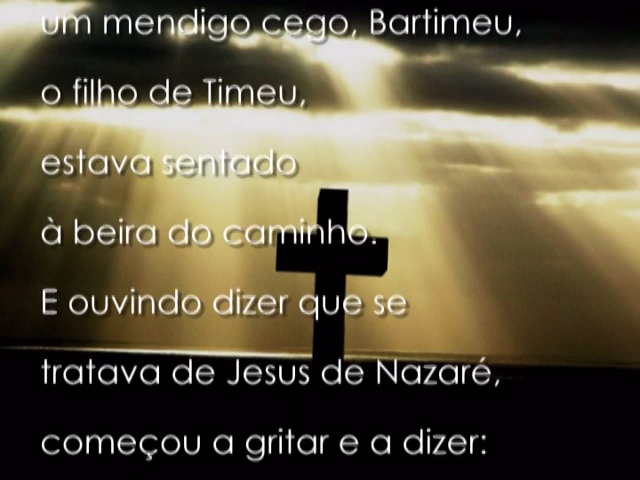 um mendigo cego, Bartimeu,
o filho de Timeu,
estava sentado
à beira do caminho.
E ouvindo dizer que se
tratava de Jesus de Nazaré,
começou a gritar e a dizer: